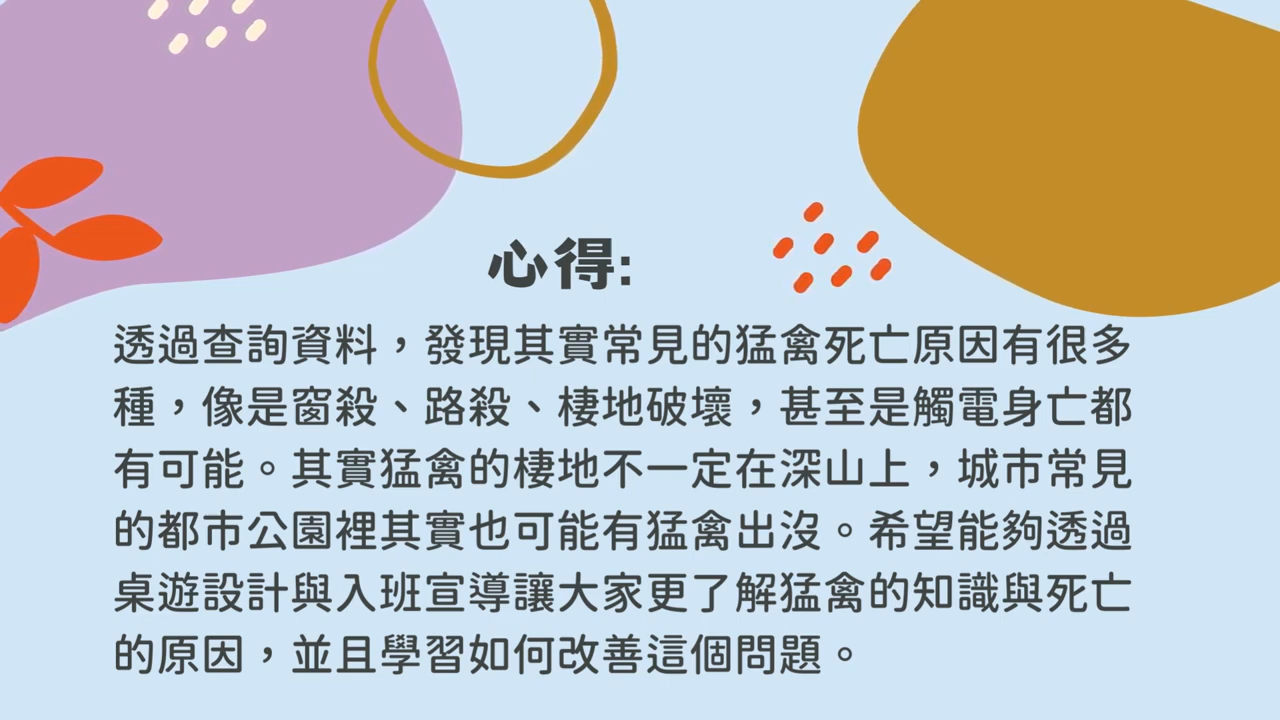 心得:
透過查詢資料，發現其實常見的猛禽死亡原因有很多
種，像是窗殺、路殺、棲地破壞，甚至是觸電身亡都
有可能。其實猛禽的棲地不一定在深山上，城市常見
的都市公園裡其實也可能有猛禽出沒。希望能夠透過
桌遊設計與入班宣導讓大家更了解猛禽的知識與死亡
的原因，並且學習如何改善這個問題。